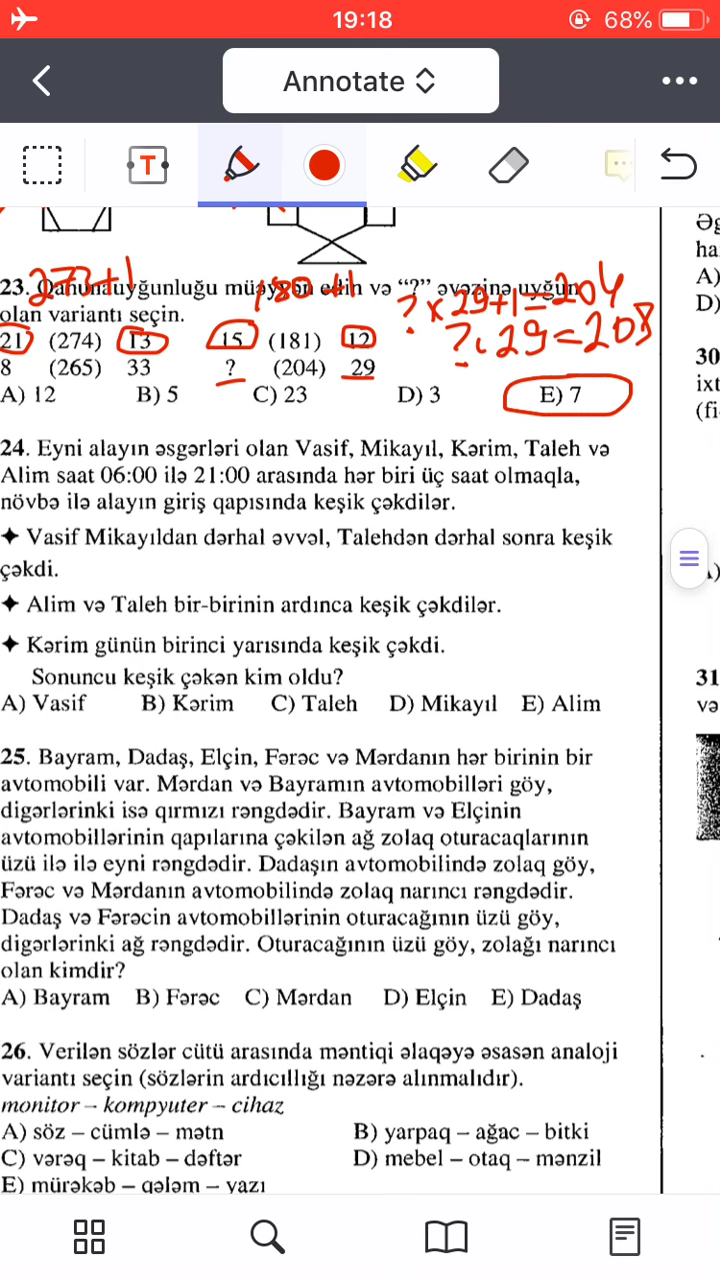 19:18
68%
Annotate
T
273+1
180+1
? x 29+1=204
?. 29=208
23. Qanunauyğunluğu müəyyən edin və “?” əvəzinə uyğun
olan variantı seçin.
21 (274) 13 15 (181) 12
8 (265) 33 ? (204) 29
A) 12 B) 5 C) 23 D) 3 E) 7
24. Eyni alayın əsgərləri olan Vasif, Mikayıl, Kərim, Taleh və
Alim saat 06:00 ilə 21:00 arasında hər biri üç saat olmaqla,
növbə ilə alayın giriş qapısında keşik çəkdilər.
✦ Vasif Mikayıldan dərhal əvvəl, Talehdən dərhal sonra keşik
çəkdi.
✦ Alim və Taleh bir-birinin ardınca keşik çəkdilər.
✦ Kərim günün birinci yarısında keşik çəkdi.
Sonuncu keşik çəkən kim oldu?
A) Vasif B) Kərim C) Taleh D) Mikayıl E) Alim
25. Bayram, Dadaş, Elçin, Fərəc və Mərdanın hər birinin bir
avtomobili var. Mərdan və Bayramın avtomobilləri göy,
digərlərinki isə qırmızı rəngdədir. Bayram və Elçinin
avtomobillərinin qapılarına çəkilən ağ zolaq oturacaqlarının
üzü ilə ilə eyni rəngdədir. Dadaşın avtomobilində zolaq göy,
Fərəc və Mərdanın avtomobilində zolaq narıncı rəngdədir.
Dadaş və Fərəcin avtomobillərinin oturacağının üzü göy,
digərlərinki ağ rəngdədir. Oturacağının üzü göy, zolağı narıncı
olan kimdir?
A) Bayram B) Fərəc C) Mərdan D) Elçin E) Dadaş
26. Verilən sözlər cütü arasında məntiqi əlaqəyə əsasən analoji
variantı seçin (sözlərin ardıcıllığı nəzərə alınmalıdır).
monitor – kompyuter – cihaz
A) söz – cümlə – mətn B) yarpaq – ağac – bitki
C) vərəq – kitab – dəftər D) mebel – otaq – mənzil
E) mürəkəb – qələm – yazı
Əg
ha
A)
D)
30
ixt
(fi
31
və